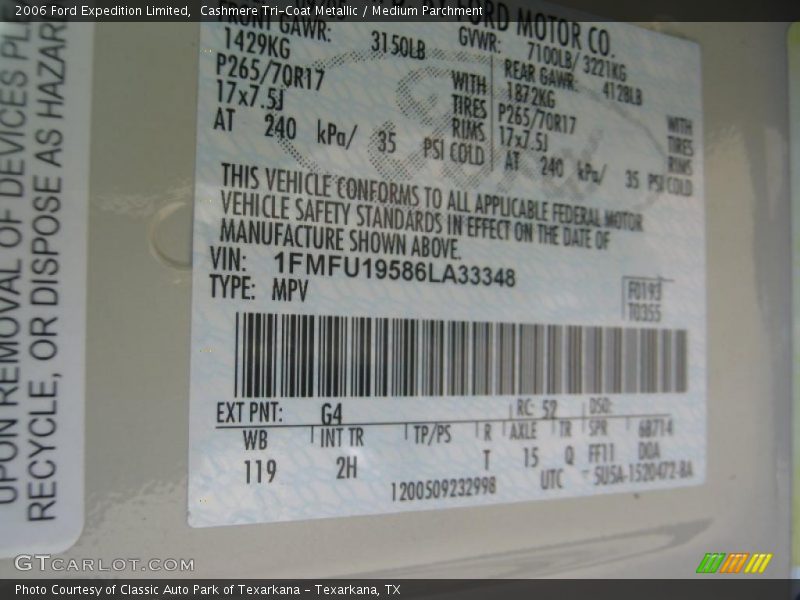 2006 Ford Expedition Limited,  Cashmere Tri-Coat Metallic / Medium Parchment
FORD MOTOR CO.
FRONT GAWR: 3150LB GVWR: 7100LB/ 3221KG
1429KG WITH REAR GAWR: 4128LB
P265/70R17 TIRES 1872KG WITH
17x7.5J RIMS P265/70R17 TIRES
AT 240 kPa/ 35 PSI COLD 17x7.5J RIMS
AT 240 kPa/ 35 PSI COLD
THIS VEHICLE CONFORMS TO ALL APPLICABLE FEDERAL MOTOR
VEHICLE SAFETY STANDARDS IN EFFECT ON THE DATE OF
MANUFACTURE SHOWN ABOVE.
VIN: 1FMFU19586LA33348
TYPE: MPV
F0193
T0355
EXT PNT: G4 RC: 52 DSO:
WB INT TR TP/PS R AXLE TR SPR 6B714
119 2H T 15 Q FF11 DOA
1200509232998 UTC 5U5A-1520472-BA
UPON REMOVAL OF DEVICES
RECYCLE, OR DISPOSE AS HAZARD
GTCARLOT.COM
Photo Courtesy of Classic Auto Park of Texarkana - Texarkana, TX